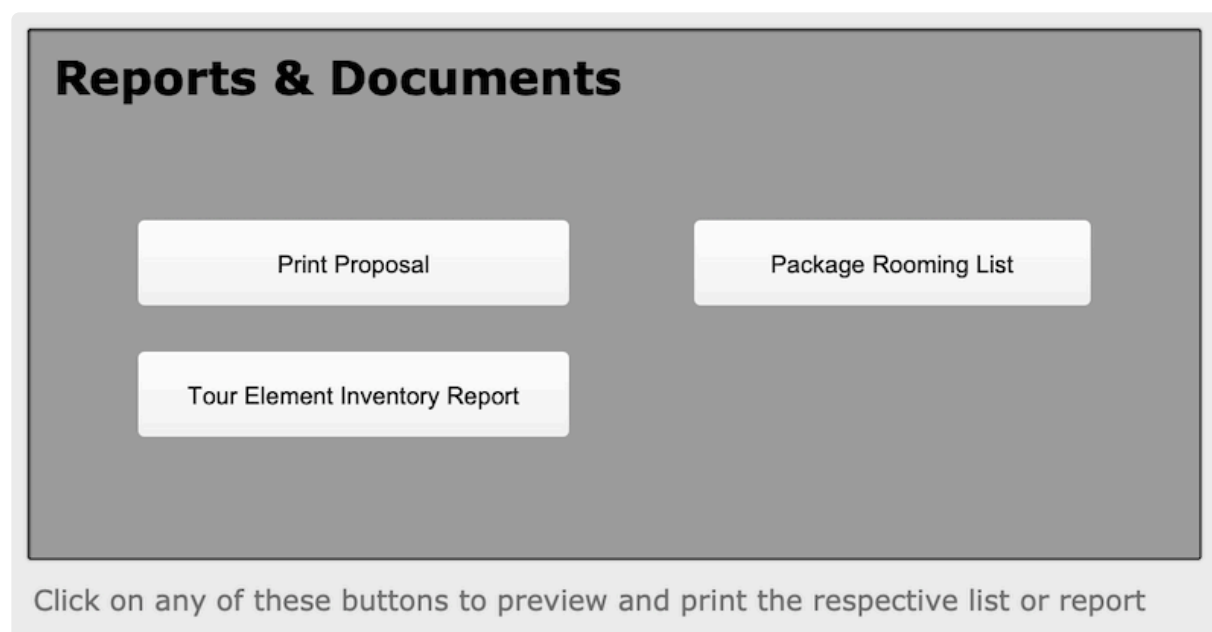 Reports & Documents
Print Proposal
Package Rooming List
Tour Element Inventory Report
Click on any of these buttons to preview and print the respective list or report